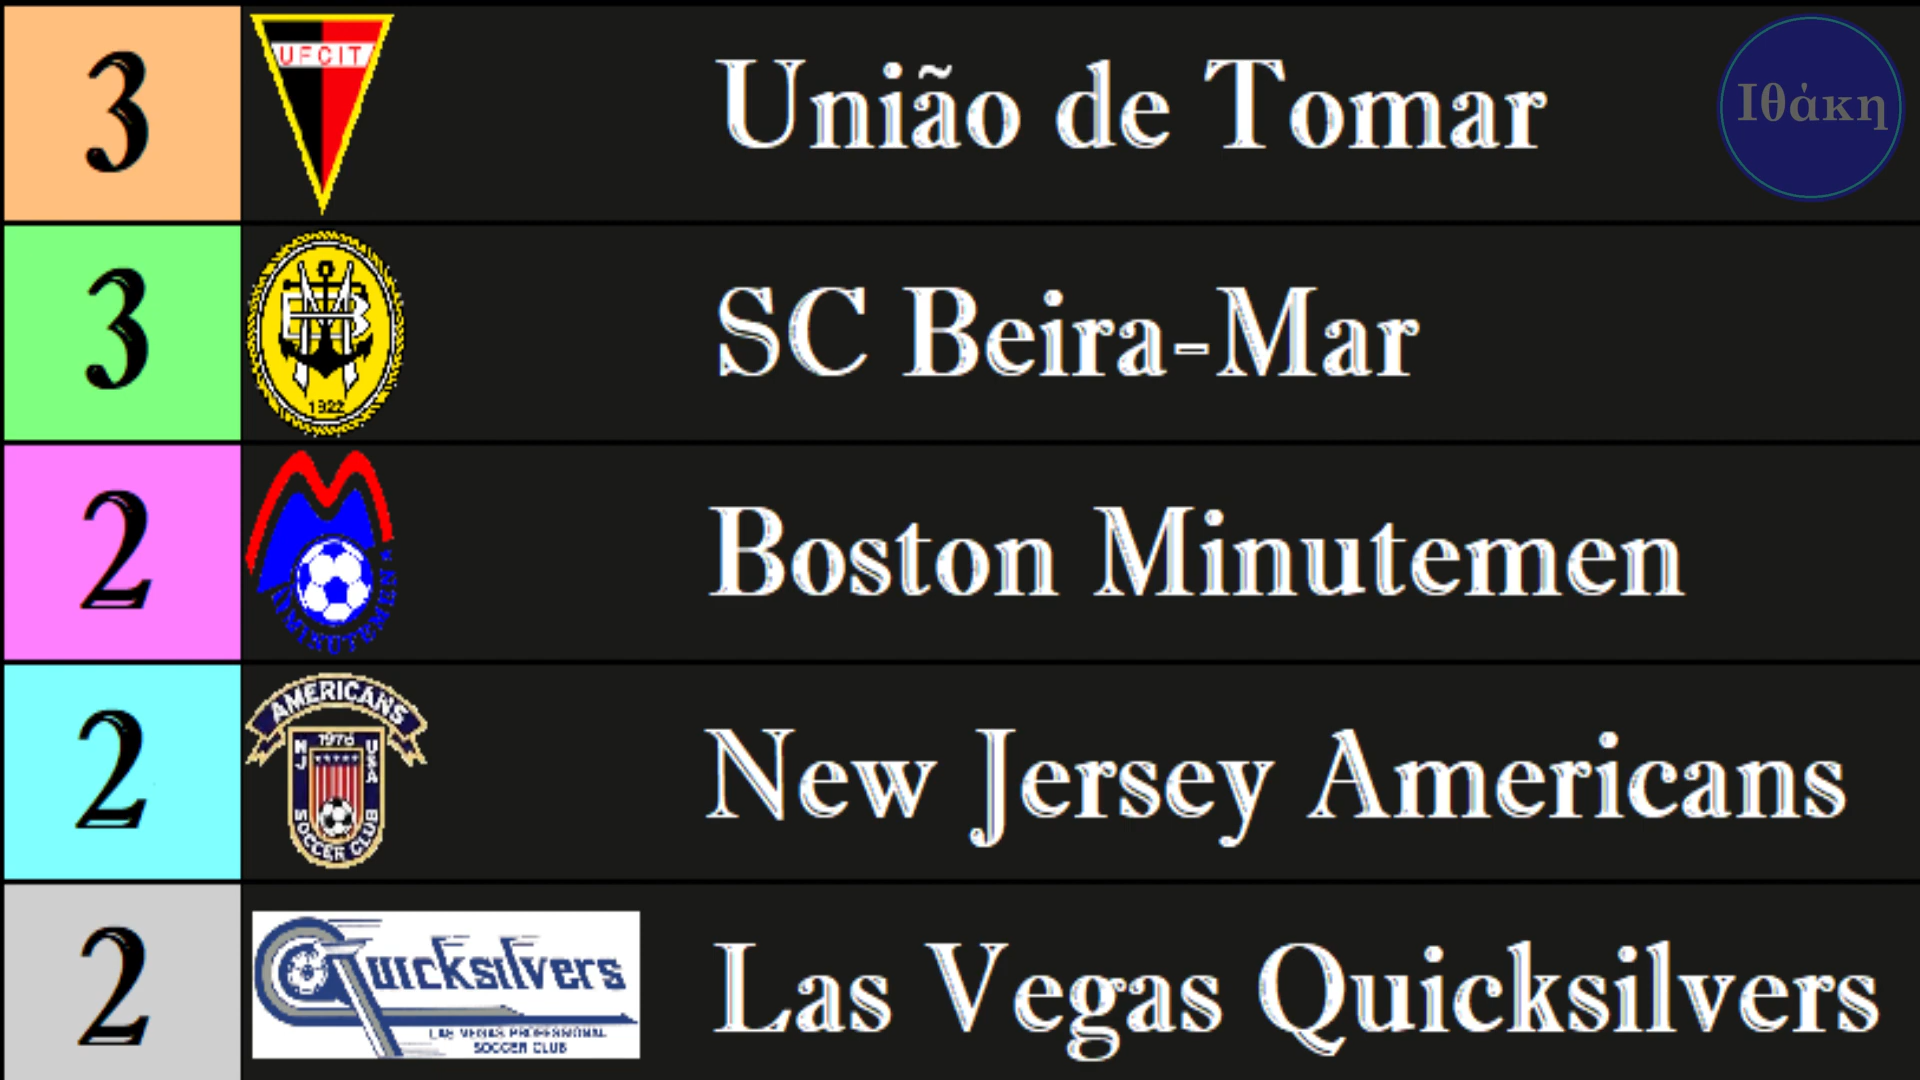 3
UFCIT
União de Tomar
Ιθάκη
3
1922
SC Beira-Mar
2
MINUTEMEN
Boston Minutemen
2
AMERICANS
1976
NJ
USA
SOCCER CLUB
New Jersey Americans
2
Quicksilvers
LAS VEGAS PROFESSIONAL
SOCCER CLUB
Las Vegas Quicksilvers